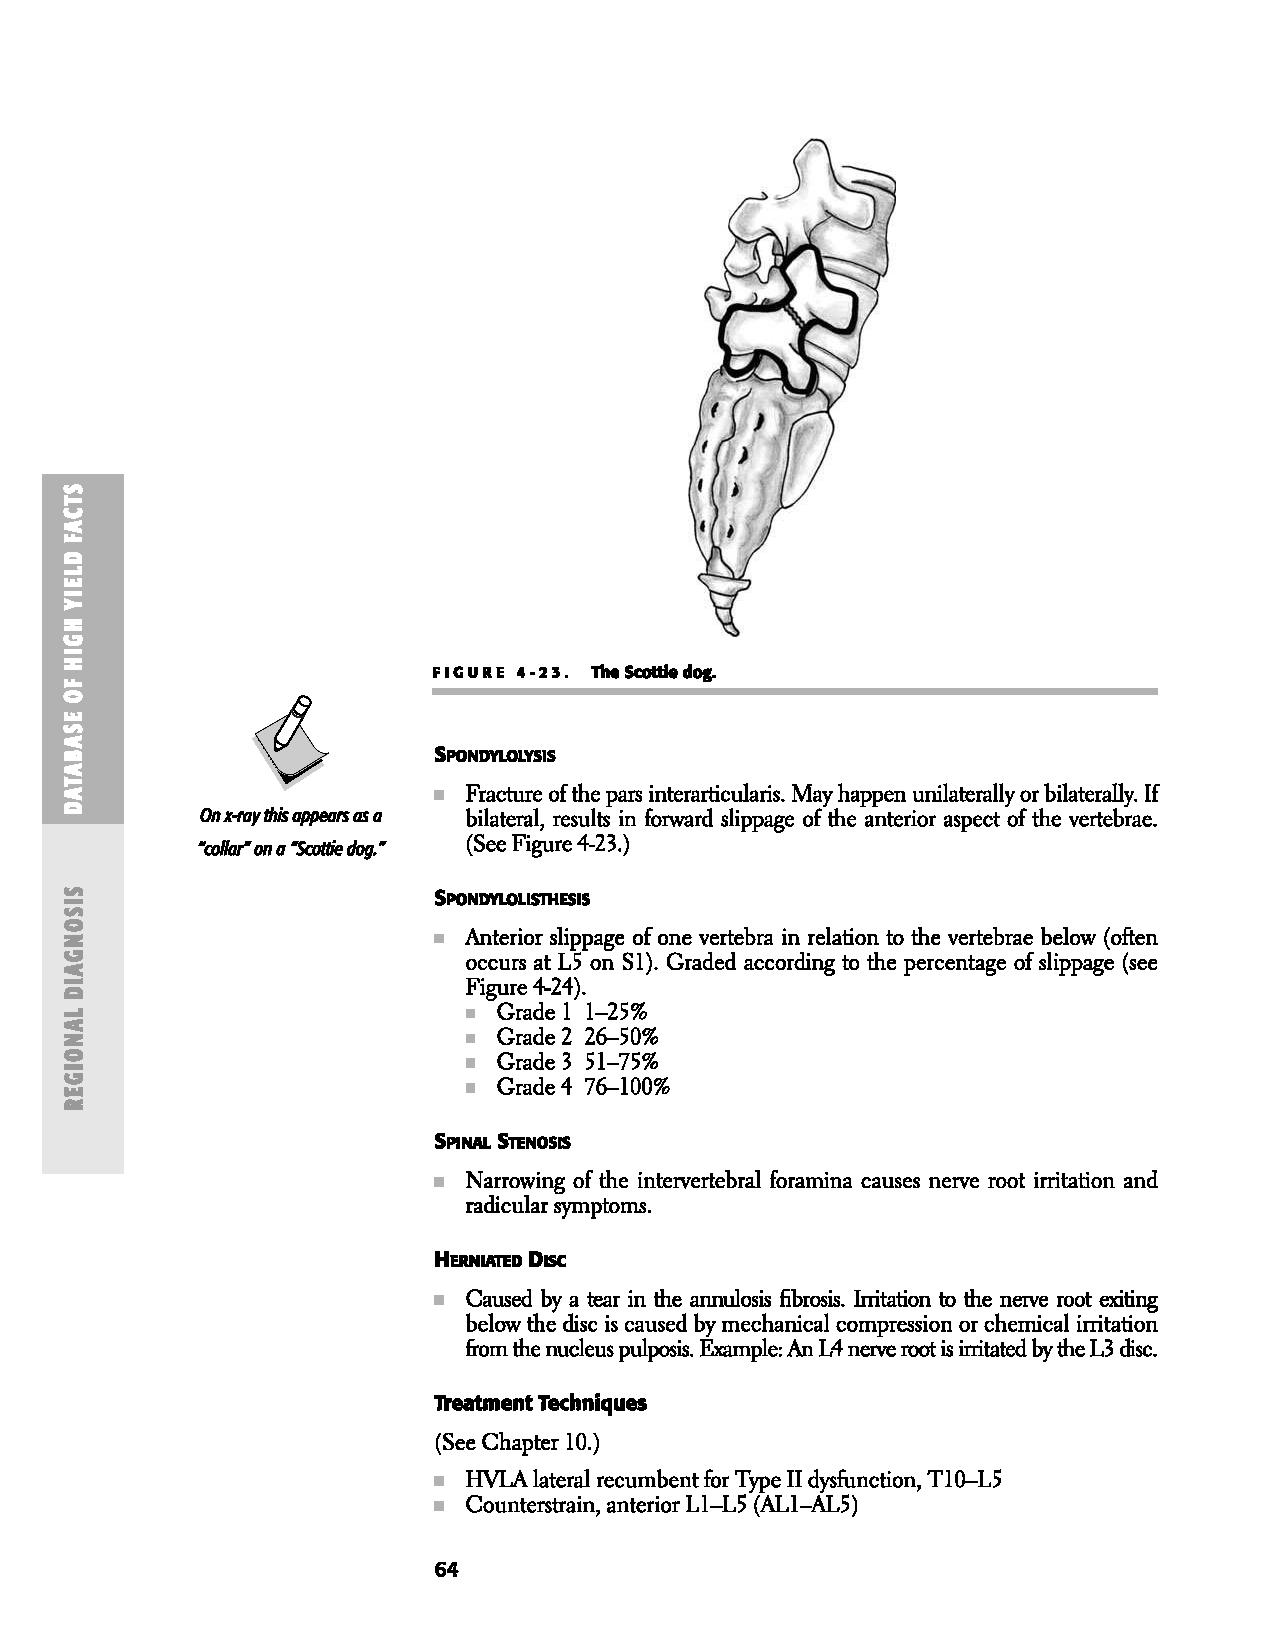 DATABASE OF HIGH YIELD FACTS
REGIONAL DIAGNOSIS
FIGURE 4-23. The Scottie dog.
On x-ray this appears as a
"collar" on a "Scottie dog."
SPONDYLOLYSIS
■ Fracture of the pars interarticularis. May happen unilaterally or bilaterally. If
bilateral, results in forward slippage of the anterior aspect of the vertebrae.
(See Figure 4-23.)
SPONDYLOLISTHESIS
■ Anterior slippage of one vertebra in relation to the vertebrae below (often
occurs at L5 on S1). Graded according to the percentage of slippage (see
Figure 4-24).
■ Grade 1 1–25%
■ Grade 2 26–50%
■ Grade 3 51–75%
■ Grade 4 76–100%
SPINAL STENOSIS
■ Narrowing of the intervertebral foramina causes nerve root irritation and
radicular symptoms.
HERNIATED DISC
■ Caused by a tear in the annulosis fibrosis. Irritation to the nerve root exiting
below the disc is caused by mechanical compression or chemical irritation
from the nucleus pulposis. Example: An L4 nerve root is irritated by the L3 disc.
Treatment Techniques
(See Chapter 10.)
■ HVLA lateral recumbent for Type II dysfunction, T10–L5
■ Counterstrain, anterior L1–L5 (AL1–AL5)
64